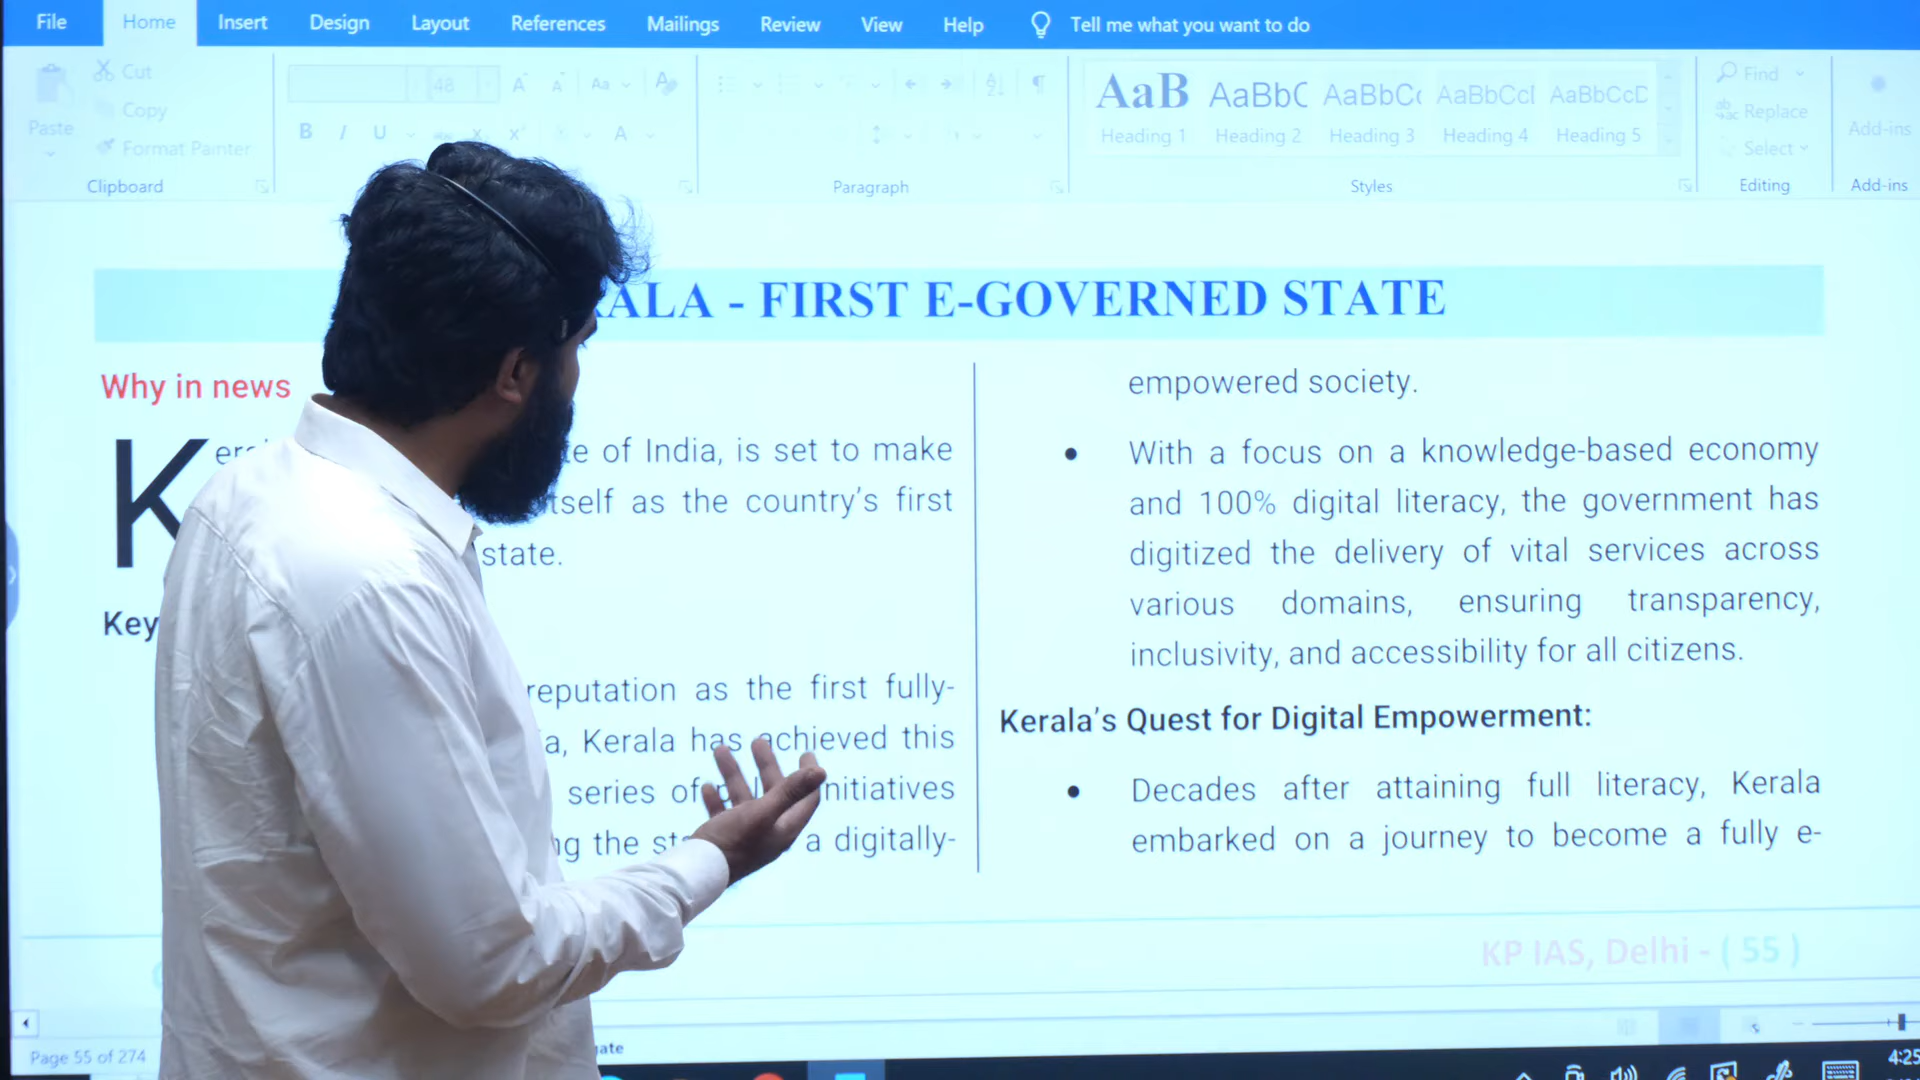 File Home Insert Design Layout References Mailings Review View Help Tell me what you want to do
Cut
Copy
Paste
Format Painter
48
Aa
B I U
A
AaB AaBbC AaBbCc AaBbCcI AaBbCcD
Heading 1 Heading 2 Heading 3 Heading 4 Heading 5
Find
Replace
Select
Add-ins
Clipboard Paragraph Styles Editing Add-ins
ALA - FIRST E-GOVERNED STATE
Why in news
K
of India, is set to make
as the country's first
state.
Key
reputation as the first fully-
Kerala has achieved this
series of initiatives
the a digitally-
empowered society.
• With a focus on a knowledge-based economy
and 100% digital literacy, the government has
digitized the delivery of vital services across
various domains, ensuring transparency,
inclusivity, and accessibility for all citizens.
Kerala's Quest for Digital Empowerment:
• Decades after attaining full literacy, Kerala
embarked on a journey to become a fully e-
KP IAS, Delhi - ( 55 )
Page 55 of 274
4:25